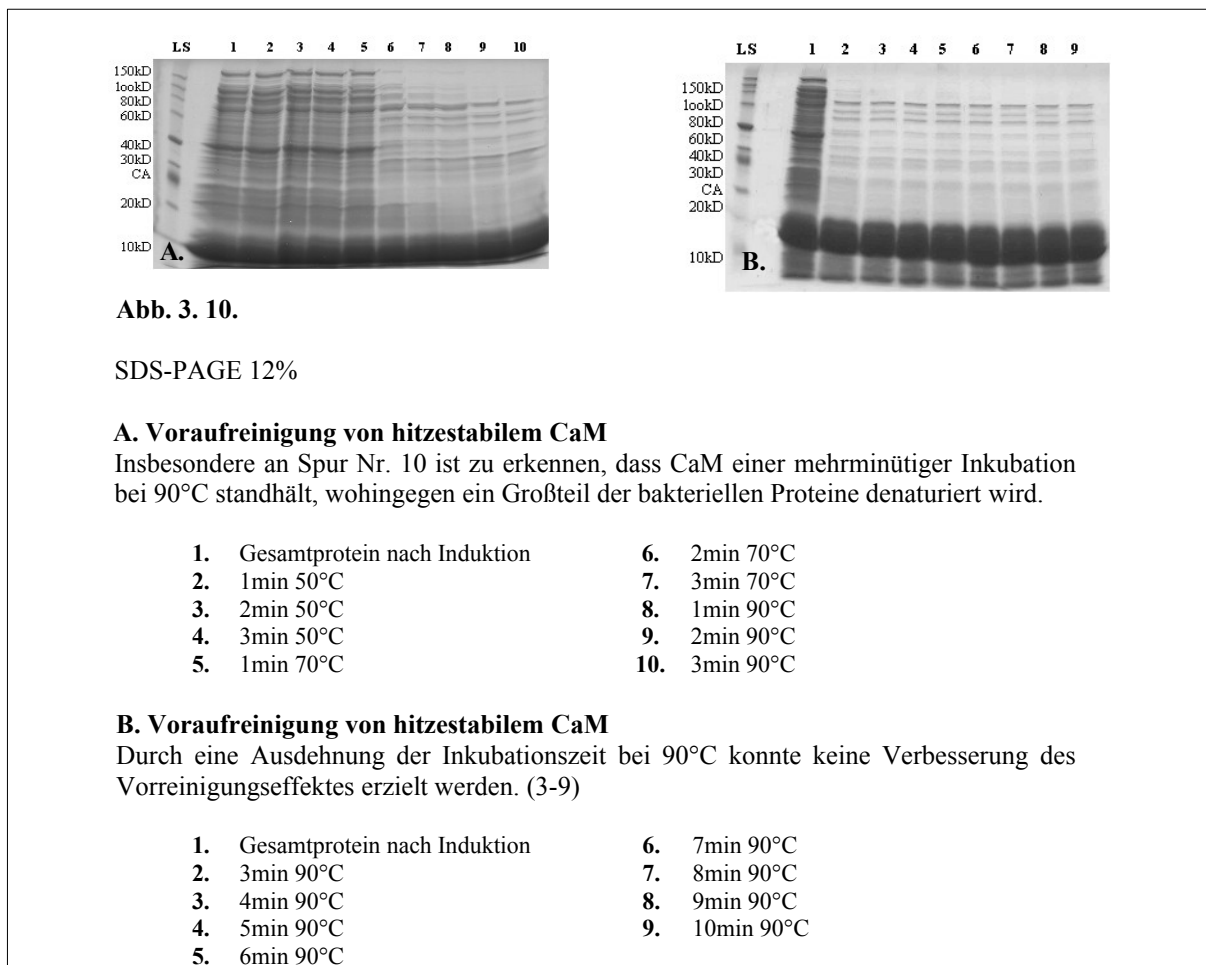 LS 1 2 3 4 5 6 7 8 9 10
150kD
1ookD
80kD
60kD
40kD
30kD
CA
20kD
10kD
A.
LS 1 2 3 4 5 6 7 8 9
150kD
1ookD
80kD
60kD
40kD
30kD
CA
20kD
10kD
B.
Abb. 3. 10.
SDS-PAGE 12%
A. Voraufreinigung von hitzestabilem CaM
Insbesondere an Spur Nr. 10 ist zu erkennen, dass CaM einer mehrminütiger Inkubation
bei 90°C standhält, wohingegen ein Großteil der bakteriellen Proteine denaturiert wird.
1. Gesamtprotein nach Induktion
2. 1min 50°C
3. 2min 50°C
4. 3min 50°C
5. 1min 70°C
6. 2min 70°C
7. 3min 70°C
8. 1min 90°C
9. 2min 90°C
10. 3min 90°C
B. Voraufreinigung von hitzestabilem CaM
Durch eine Ausdehnung der Inkubationszeit bei 90°C konnte keine Verbesserung des
Vorreinigungseffektes erzielt werden. (3-9)
1. Gesamtprotein nach Induktion
2. 3min 90°C
3. 4min 90°C
4. 5min 90°C
5. 6min 90°C
6. 7min 90°C
7. 8min 90°C
8. 9min 90°C
9. 10min 90°C